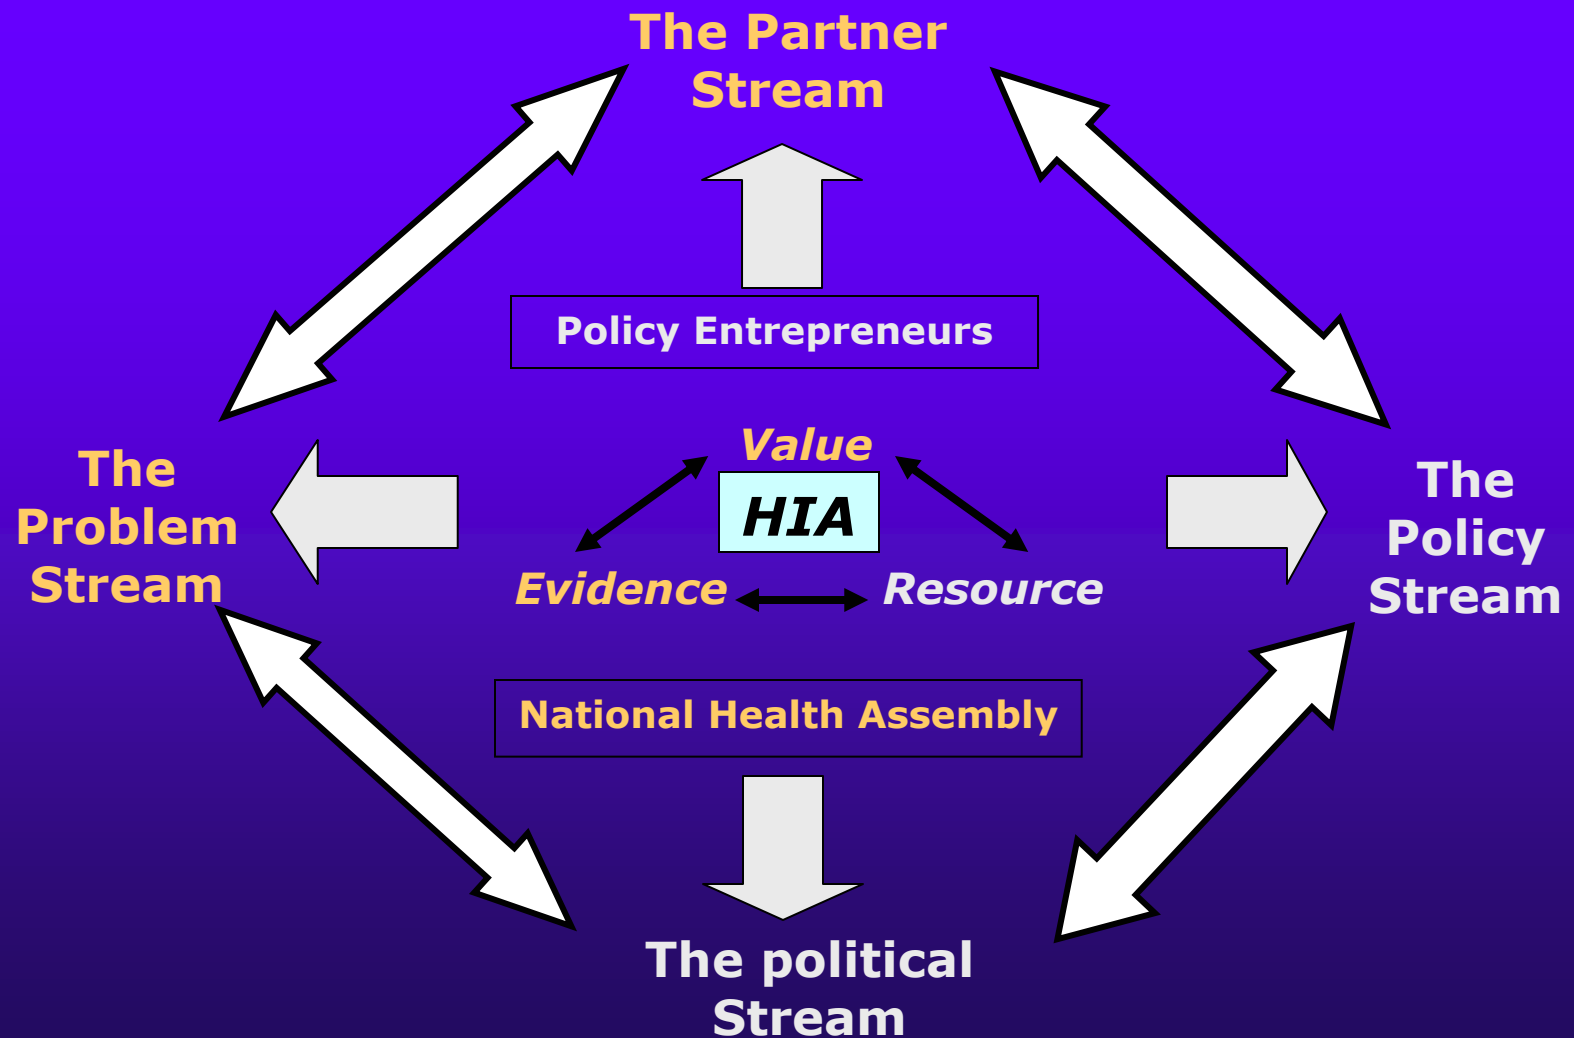 The Partner
Stream
Policy Entrepreneurs
Value
HIA
The
Problem
Stream
The
Policy
Stream
Evidence
Resource
National Health Assembly
The political
Stream